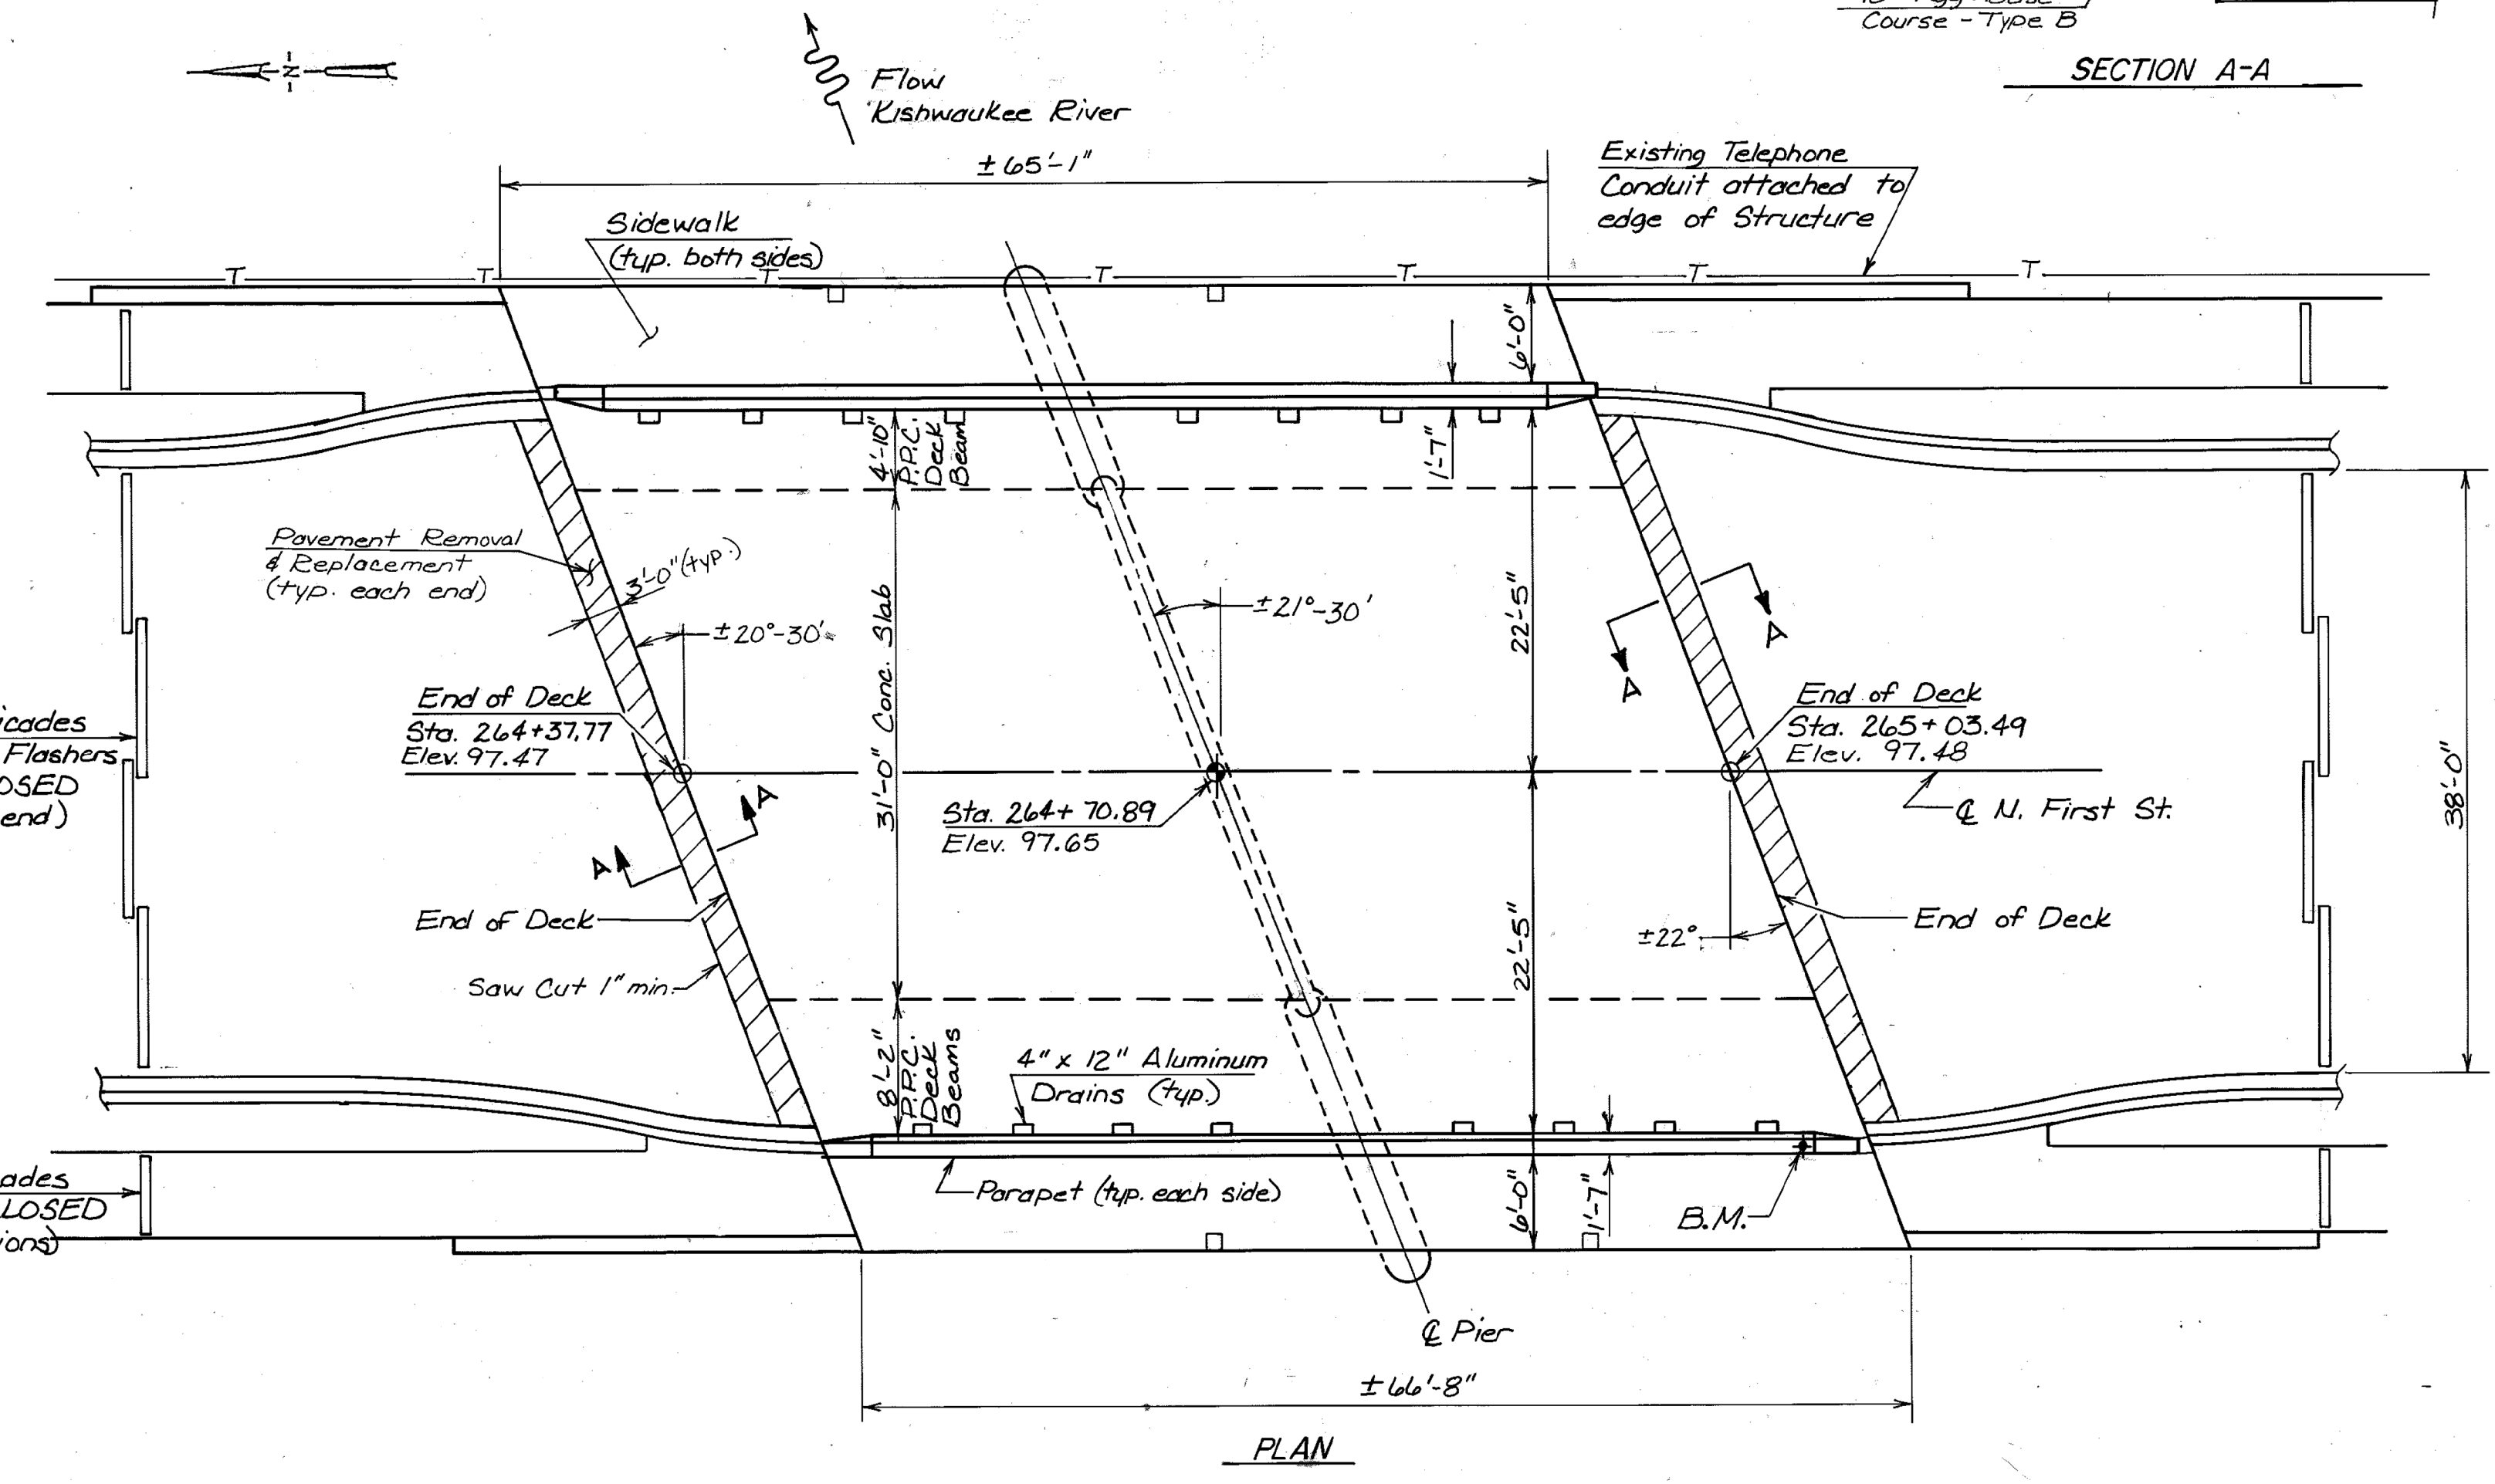 Course - Type B
SECTION A-A
N
Flow
Kishwaukee River
± 65'-1"
Existing Telephone
Conduit attached to
edge of Structure
Sidewalk
(typ. both sides)
T T T T T T T
6'-0"
4'-10"
P.P.C.
Deck
Beam
1'-7"
Pavement Removal
& Replacement
(typ. each end)
3'-0" (typ.)
±20°-30'
±21°-30'
31'-0" Conc. Slab
22'-5"
A
A
End of Deck
Sta. 264+37.77
Elev. 97.47
End of Deck
Sta. 265+03.49
Elev. 97.48
Flashers
end)
Sta. 264+70.89
Elev. 97.65
℄ N. First St.
38'-0"
A
A
End of Deck
End of Deck
±22°
22'-5"
Saw Cut 1" min.
8'-2"
P.P.C.
Deck
Beams
4" x 12" Aluminum
Drains (typ.)
Parapet (typ. each side)
6'-0"
1'-7"
B.M.
℄ Pier
± 66'-8"
PLAN